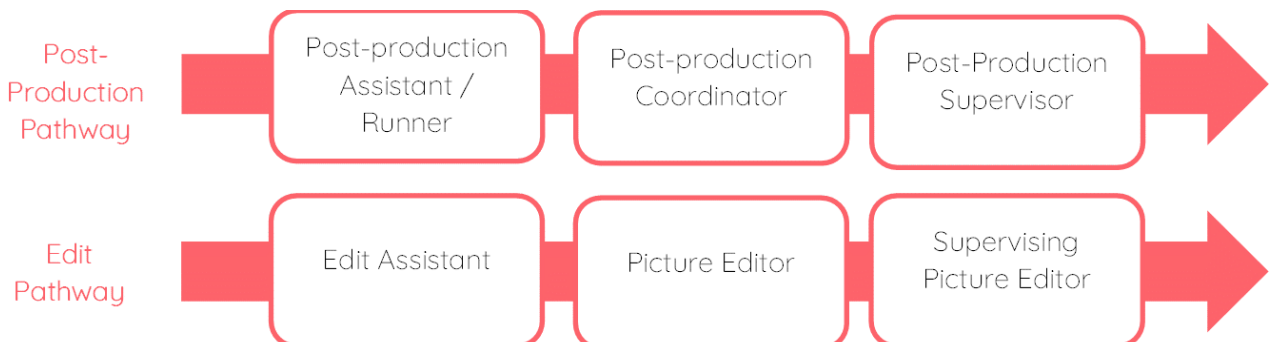 Post-
Production
Pathway
Post-production
Assistant /
Runner
Post-production
Coordinator
Post-Production
Supervisor
Edit
Pathway
Edit Assistant
Picture Editor
Supervising
Picture Editor